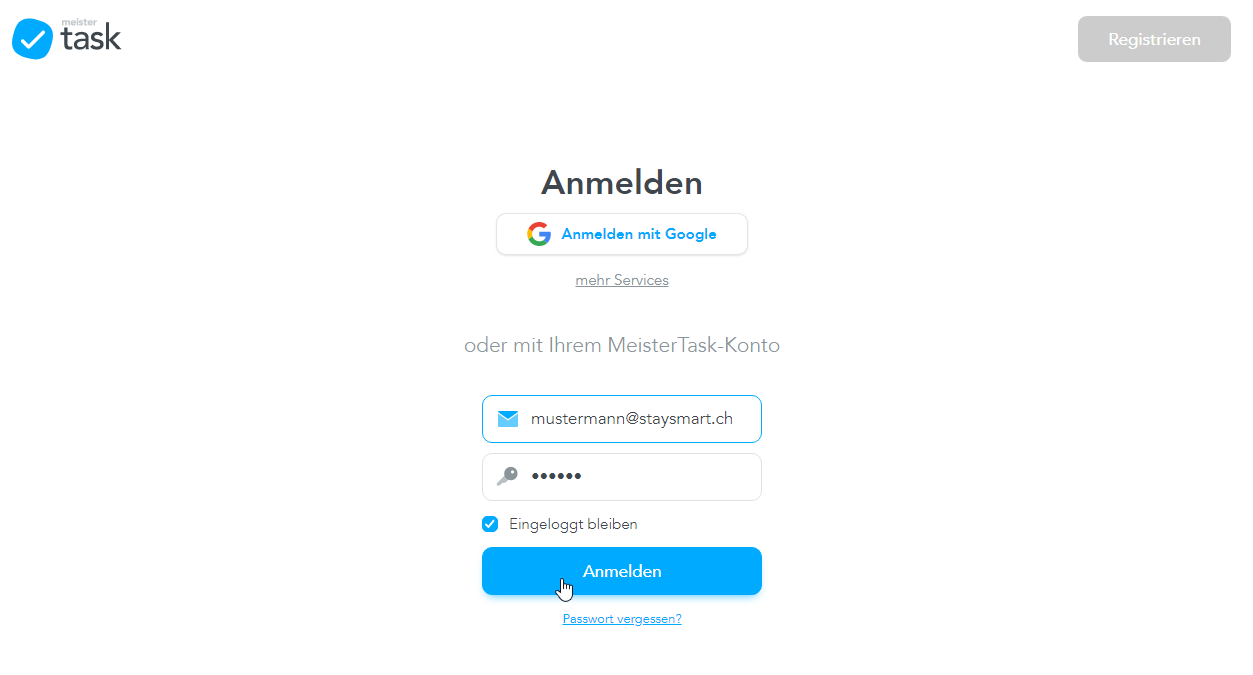 meister
task
Registrieren
Anmelden
Anmelden mit Google
mehr Services
oder mit Ihrem MeisterTask-Konto
mustermann@staysmart.ch
••••••
Eingeloggt bleiben
Anmelden
Passwort vergessen?